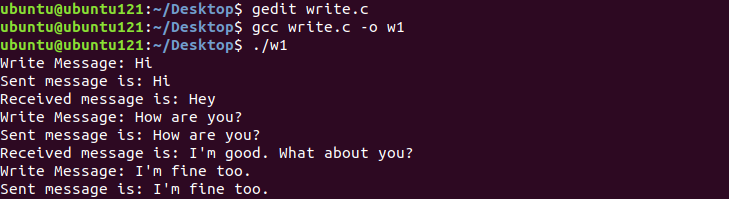 ubuntu@ubuntu121:~/Desktop$ gedit write.c
ubuntu@ubuntu121:~/Desktop$ gcc write.c -o w1
ubuntu@ubuntu121:~/Desktop$ ./w1
Write Message: Hi
Sent message is: Hi
Received message is: Hey
Write Message: How are you?
Sent message is: How are you?
Received message is: I'm good. What about you?
Write Message: I'm fine too.
Sent message is: I'm fine too.